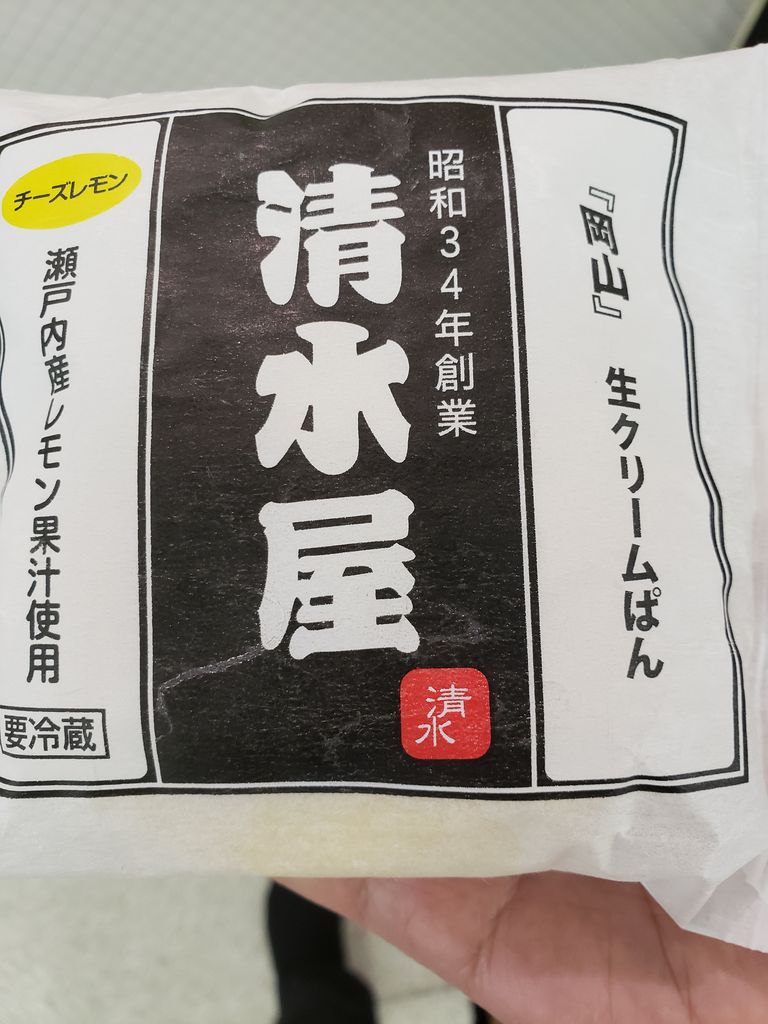 『岡山』 生クリームぱん
昭和34年創業
清水屋
清水
チーズレモン
瀬戸内産レモン果汁使用
要冷蔵